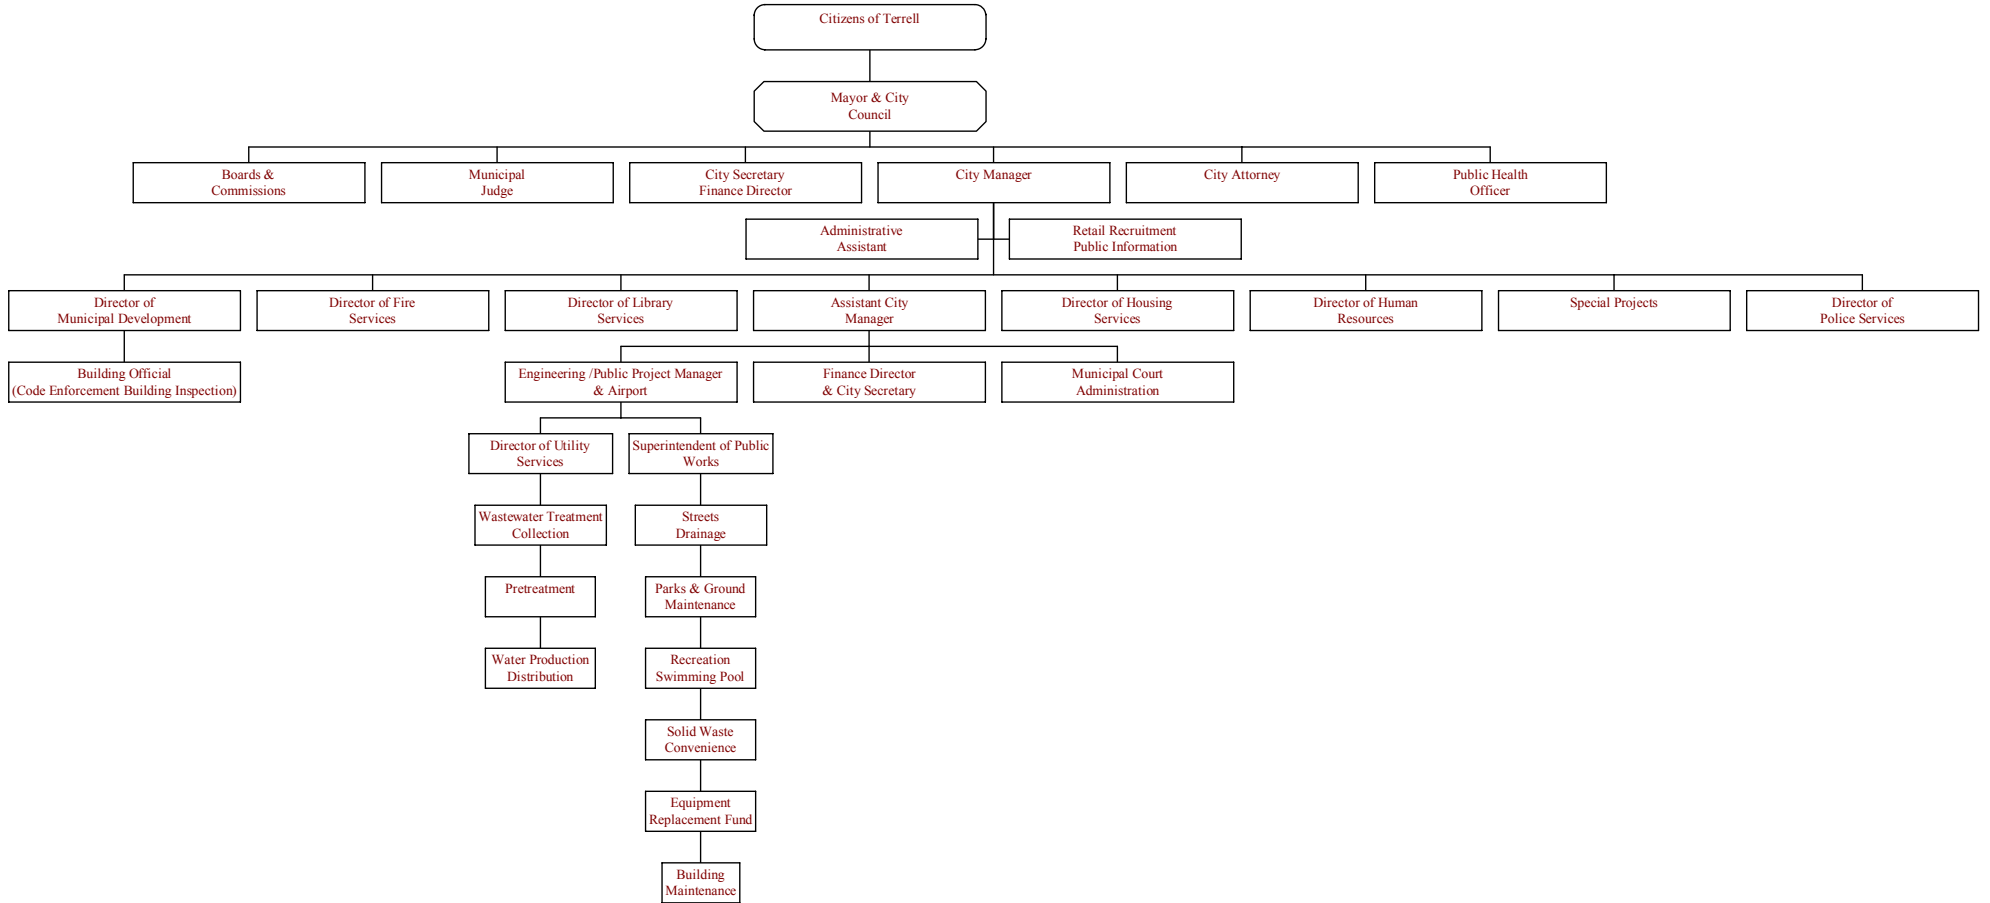 Citizens of Terrell
Mayor & City
Council
Boards &
Commissions
Municipal
Judge
City Secretary
Finance Director
City Manager
City Attorney
Public Health
Officer
Administrative
Assistant
Retail Recruitment
Public Information
Director of
Municipal Development
Director of Fire
Services
Director of Library
Services
Assistant City
Manager
Director of Housing
Services
Director of Human
Resources
Special Projects
Director of
Police Services
Building Official
(Code Enforcement Building Inspection)
Engineering /Public Project Manager
& Airport
Finance Director
& City Secretary
Municipal Court
Administration
Director of Utility
Services
Superintendent of Public
Works
Wastewater Treatment
Collection
Streets
Drainage
Pretreatment
Parks & Ground
Maintenance
Water Production
Distribution
Recreation
Swimming Pool
Solid Waste
Convenience
Equipment
Replacement Fund
Building
Maintenance